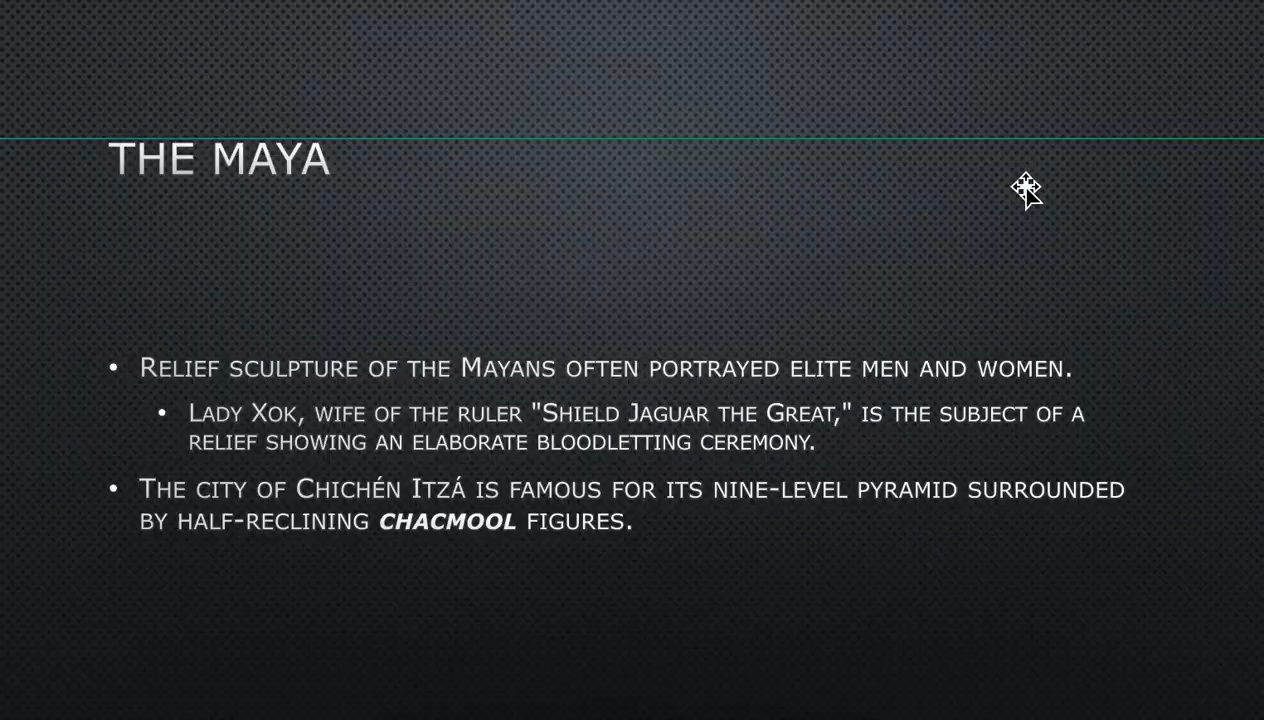 THE MAYA
• RELIEF SCULPTURE OF THE MAYANS OFTEN PORTRAYED ELITE MEN AND WOMEN.
• LADY XOK, WIFE OF THE RULER "SHIELD JAGUAR THE GREAT," IS THE SUBJECT OF A
RELIEF SHOWING AN ELABORATE BLOODLETTING CEREMONY.
• THE CITY OF CHICHÉN ITZÁ IS FAMOUS FOR ITS NINE-LEVEL PYRAMID SURROUNDED
BY HALF-RECLINING CHACMOOL FIGURES.